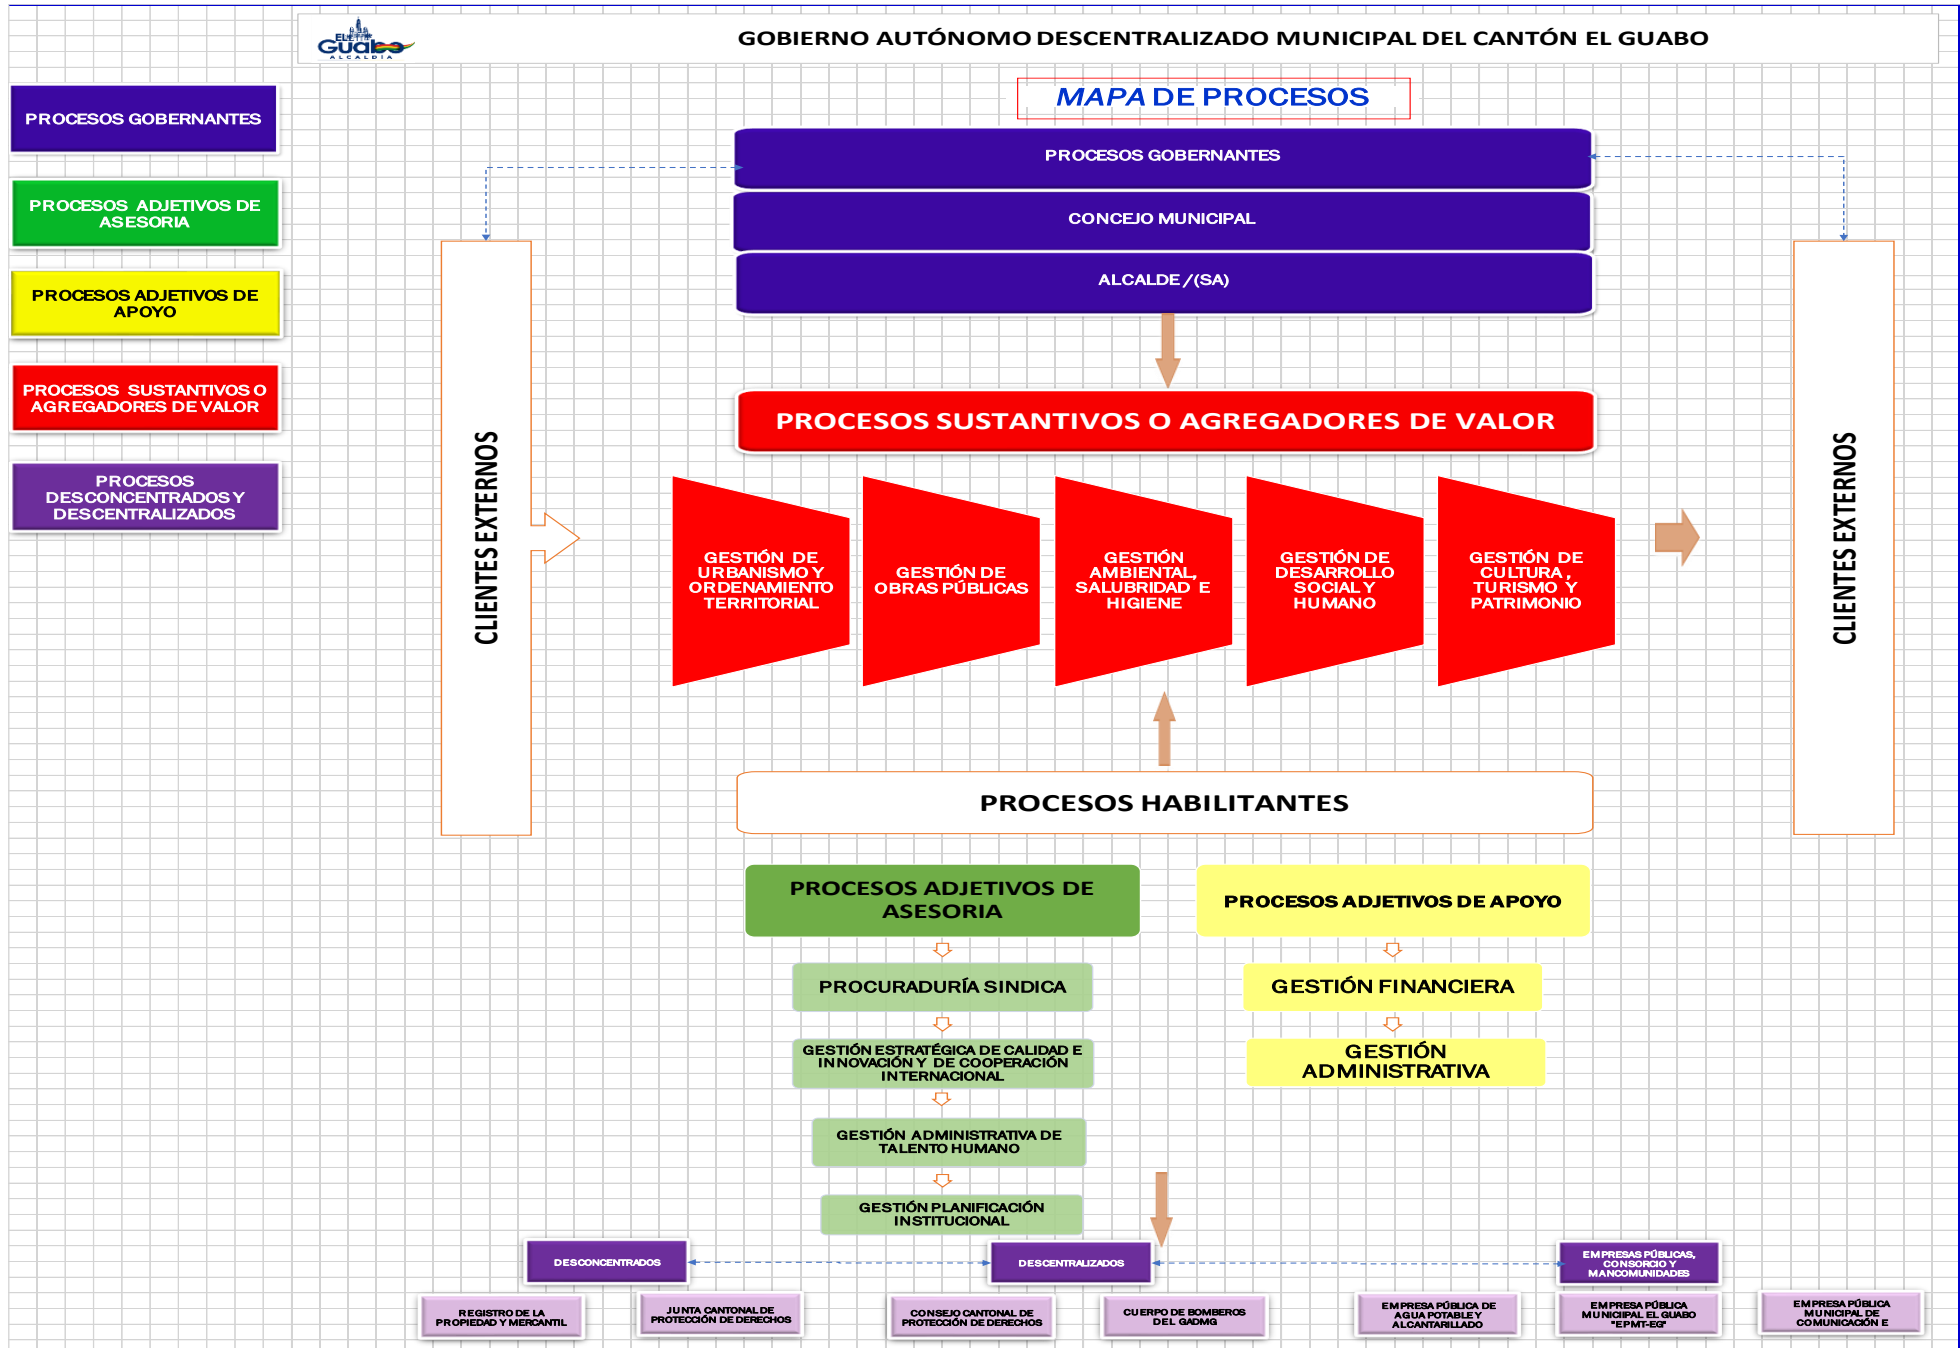 EL
Guabo
ALCALDÍA
GOBIERNO AUTÓNOMO DESCENTRALIZADO MUNICIPAL DEL CANTÓN EL GUABO
MAPA DE PROCESOS
PROCESOS GOBERNANTES
PROCESOS ADJETIVOS DE
ASESORIA
PROCESOS ADJETIVOS DE
APOYO
PROCESOS SUSTANTIVOS O
AGREGADORES DE VALOR
PROCESOS
DESCONCENTRADOS Y
DESCENTRALIZADOS
PROCESOS GOBERNANTES
CONCEJO MUNICIPAL
ALCALDE /(SA)
CLIENTES EXTERNOS
PROCESOS SUSTANTIVOS O AGREGADORES DE VALOR
GESTIÓN DE
URBANISMO Y
ORDENAMIENTO
TERRITORIAL
GESTIÓN DE
OBRAS PÚBLICAS
GESTIÓN
AMBIENTAL,
SALUBRIDAD E
HIGIENE
GESTIÓN DE
DESARROLLO
SOCIAL Y
HUMANO
GESTIÓN DE
CULTURA ,
TURISMO Y
PATRIMONIO
CLIENTES EXTERNOS
PROCESOS HABILITANTES
PROCESOS ADJETIVOS DE
ASESORIA
PROCURADURÍA SINDICA
GESTIÓN ESTRATÉGICA DE CALIDAD E
INNOVACIÓN Y DE COOPERACIÓN
INTERNACIONAL
GESTIÓN ADMINISTRATIVA DE
TALENTO HUMANO
GESTIÓN PLANIFICACIÓN
INSTITUCIONAL
PROCESOS ADJETIVOS DE APOYO
GESTIÓN FINANCIERA
GESTIÓN
ADMINISTRATIVA
DESCONCENTRADOS
DESCENTRALIZADOS
EMPRESAS PÚBLICAS,
CONSORCIO Y
MANCOMUNIDADES
REGISTRO DE LA
PROPIEDAD Y MERCANTIL
JUNTA CANTONAL DE
PROTECCIÓN DE DERECHOS
CONSEJO CANTONAL DE
PROTECCIÓN DE DERECHOS
CUERPO DE BOMBEROS
DEL GADMG
EMPRESA PÚBLICA DE
AGUA POTABLE Y
ALCANTARILLADO
EMPRESA PÚBLICA
MUNICIPAL EL GUABO
"EPMT-EG"
EMPRESA PÚBLICA
MUNICIPAL DE
COMUNICACIÓN E